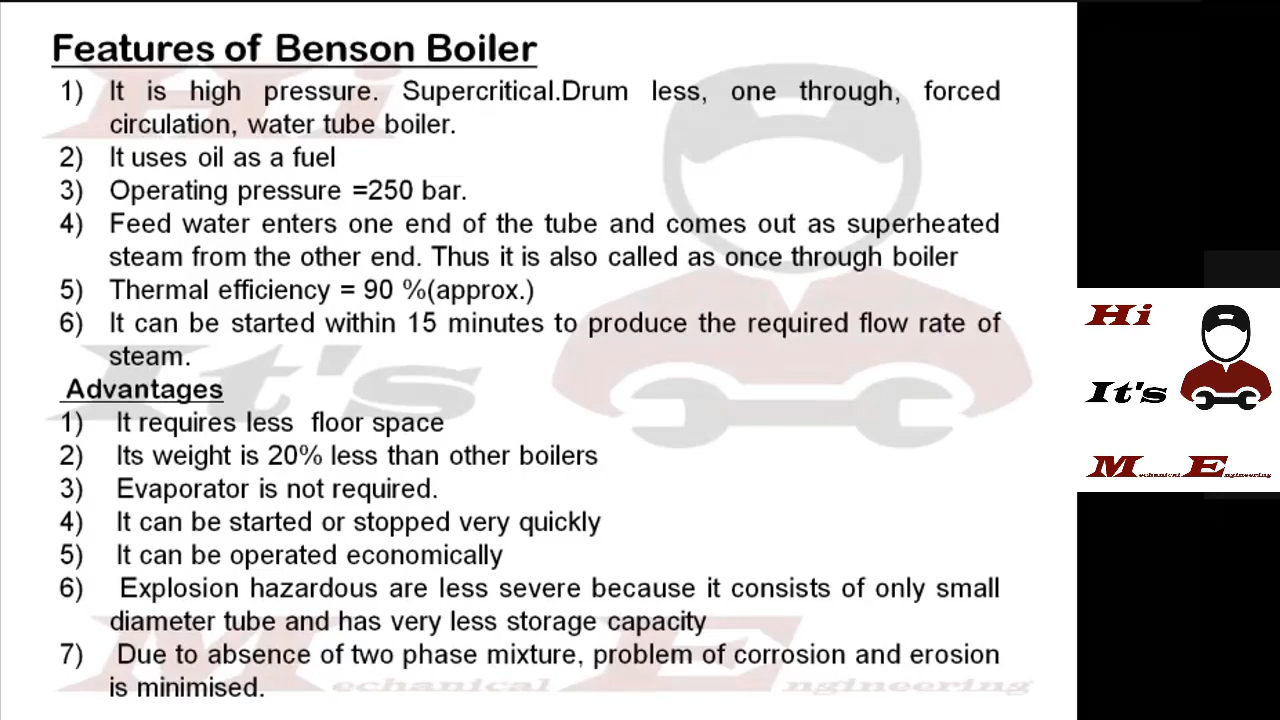 Features of Benson Boiler
1) It is high pressure. Supercritical.Drum less, one through, forced
circulation, water tube boiler.
2) It uses oil as a fuel
3) Operating pressure =250 bar.
4) Feed water enters one end of the tube and comes out as superheated
steam from the other end. Thus it is also called as once through boiler
5) Thermal efficiency = 90 %(approx.)
6) It can be started within 15 minutes to produce the required flow rate of
steam.
Advantages
1) It requires less floor space
2) Its weight is 20% less than other boilers
3) Evaporator is not required.
4) It can be started or stopped very quickly
5) It can be operated economically
6) Explosion hazardous are less severe because it consists of only small
diameter tube and has very less storage capacity
7) Due to absence of two phase mixture, problem of corrosion and erosion
is minimised.
Hi
It's
Mechanical Engineering
Hi
It's
Mechanical Engineering